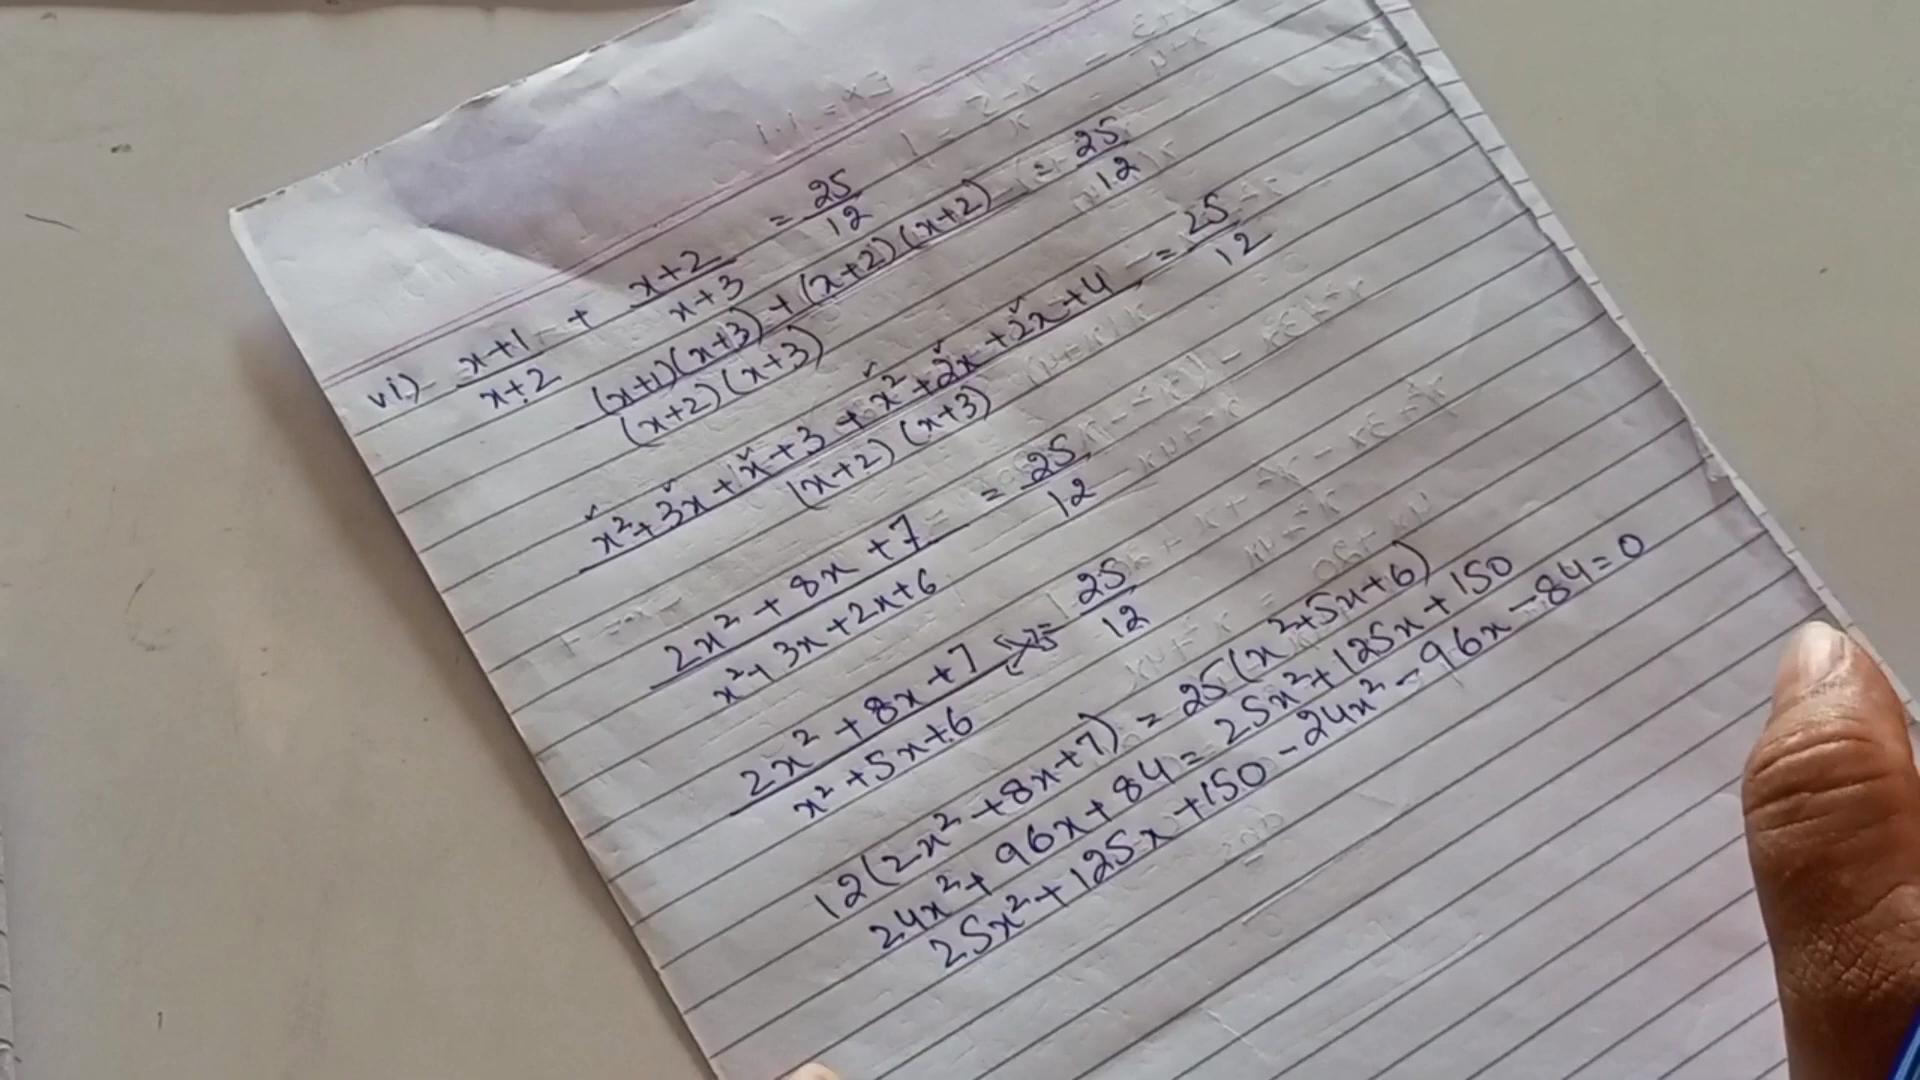 vi) x+1/x+2 + x+2/x+3 = 25/12
(x+1)(x+3)+(x+2)(x+2)/(x+2)(x+3) = 25/12
x²+3x+1x+3+x²+2x+2x+4/(x+2)(x+3) = 25/12
2x²+8x+7/x²+3x+2x+6 = 25/12
2x²+8x+7/x²+5x+6 = 25/12
12(2x²+8x+7) = 25(x²+5x+6)
24x²+96x+84 = 25x²+125x+150
25x²+125x+150-24x²-96x-84=0